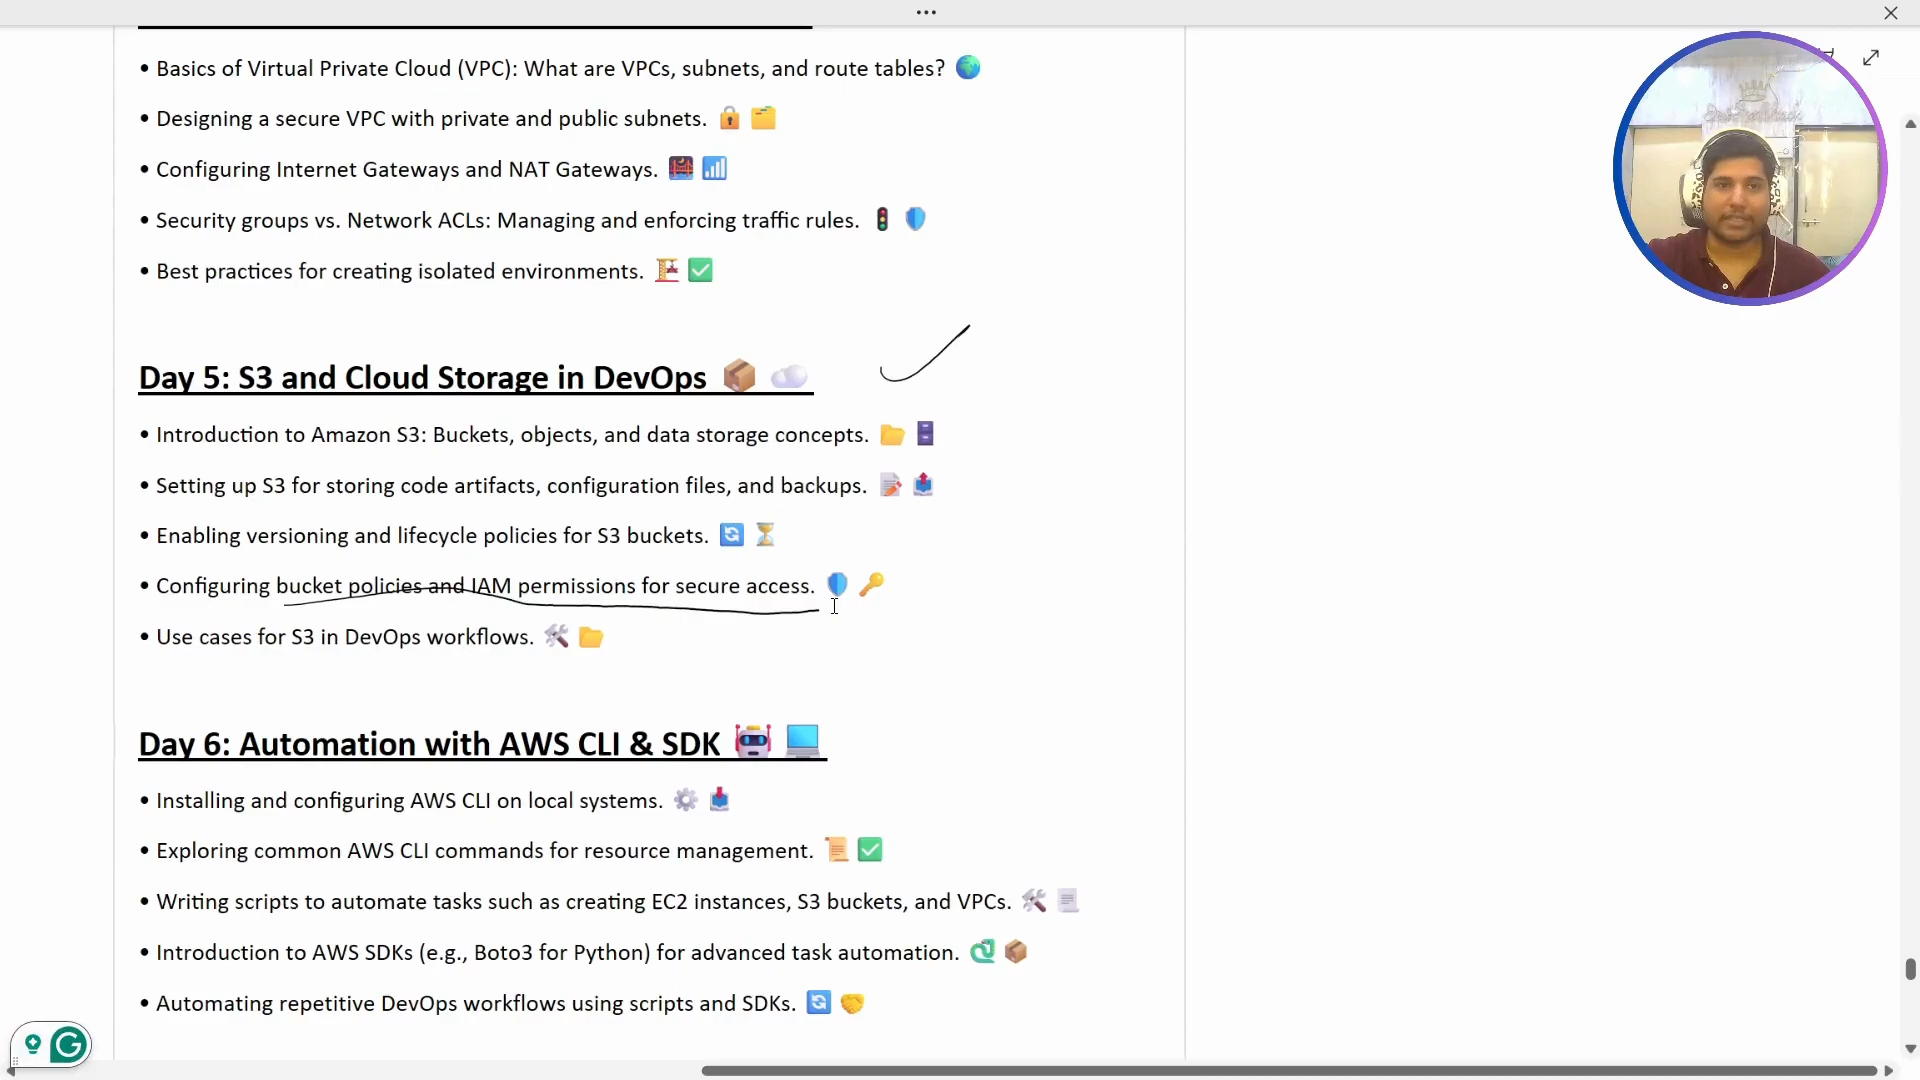 • Basics of Virtual Private Cloud (VPC): What are VPCs, subnets, and route tables?
• Designing a secure VPC with private and public subnets.
• Configuring Internet Gateways and NAT Gateways.
• Security groups vs. Network ACLs: Managing and enforcing traffic rules.
• Best practices for creating isolated environments.
Day 5: S3 and Cloud Storage in DevOps
• Introduction to Amazon S3: Buckets, objects, and data storage concepts.
• Setting up S3 for storing code artifacts, configuration files, and backups.
• Enabling versioning and lifecycle policies for S3 buckets.
• Configuring bucket policies and IAM permissions for secure access.
• Use cases for S3 in DevOps workflows.
Day 6: Automation with AWS CLI & SDK
• Installing and configuring AWS CLI on local systems.
• Exploring common AWS CLI commands for resource management.
• Writing scripts to automate tasks such as creating EC2 instances, S3 buckets, and VPCs.
• Introduction to AWS SDKs (e.g., Boto3 for Python) for advanced task automation.
• Automating repetitive DevOps workflows using scripts and SDKs.